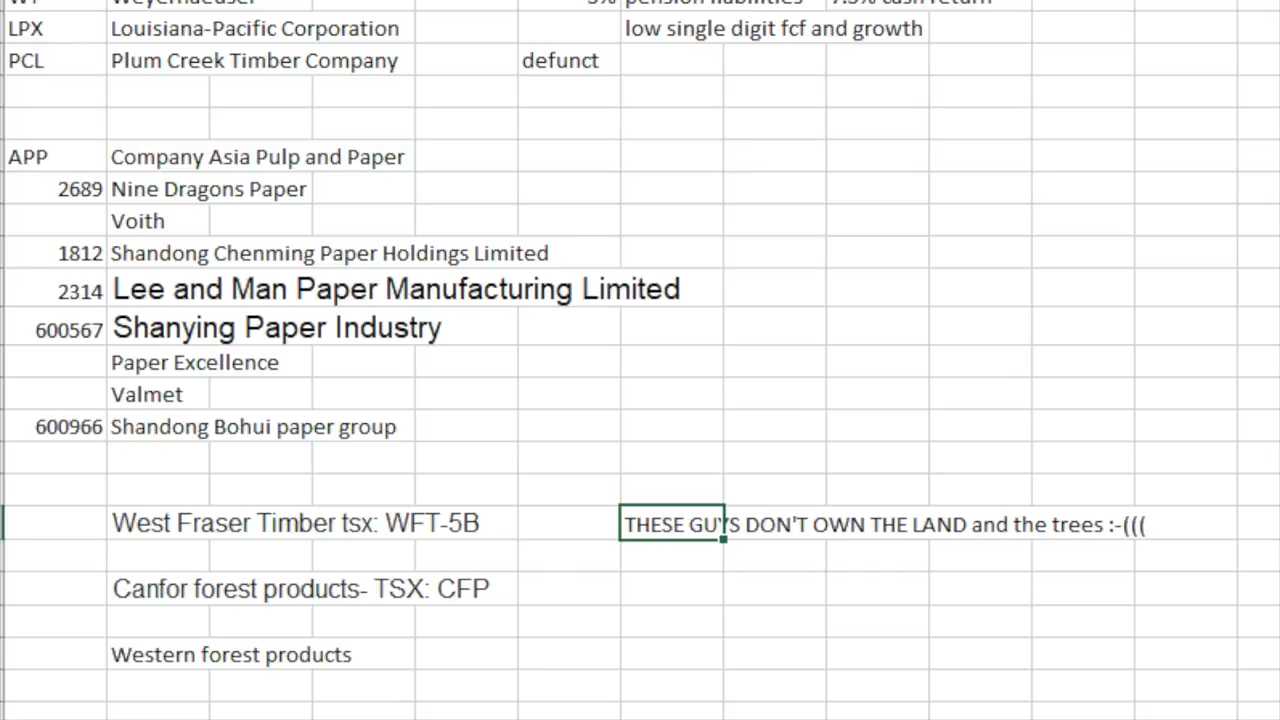 LPX Louisiana-Pacific Corporation low single digit fcf and growth
PCL Plum Creek Timber Company defunct
APP Company Asia Pulp and Paper
2689 Nine Dragons Paper
Voith
1812 Shandong Chenming Paper Holdings Limited
2314 Lee and Man Paper Manufacturing Limited
600567 Shanying Paper Industry
Paper Excellence
Valmet
600966 Shandong Bohui paper group
West Fraser Timber tsx: WFT-5B THESE GUYS DON'T OWN THE LAND and the trees :-(((
Canfor forest products- TSX: CFP
Western forest products